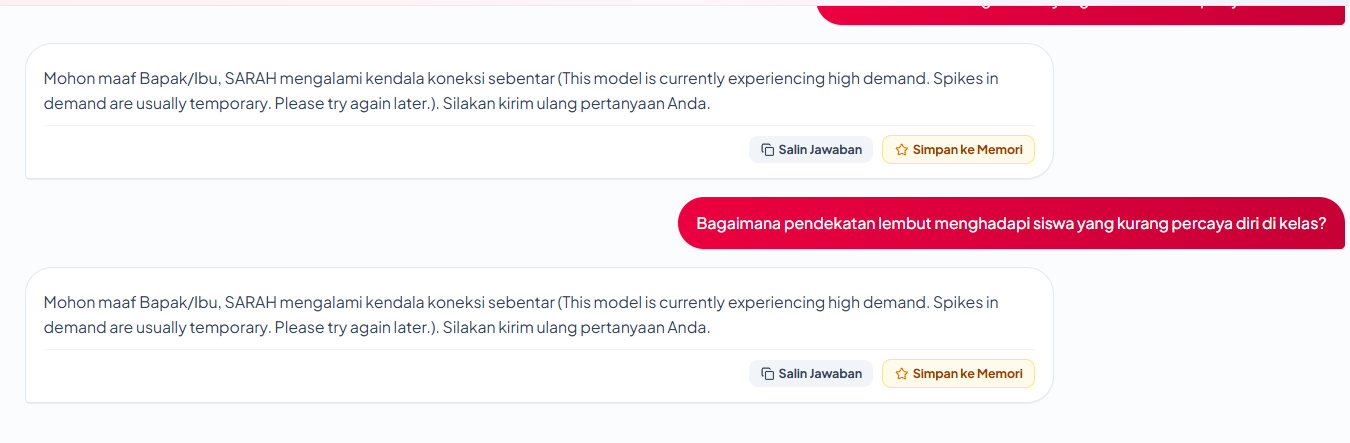 Mohon maaf Bapak/Ibu, SARAH mengalami kendala koneksi sebentar (This model is currently experiencing high demand. Spikes in
demand are usually temporary. Please try again later.). Silakan kirim ulang pertanyaan Anda.
Salin Jawaban
Simpan ke Memori
Bagaimana pendekatan lembut menghadapi siswa yang kurang percaya diri di kelas?
Mohon maaf Bapak/Ibu, SARAH mengalami kendala koneksi sebentar (This model is currently experiencing high demand. Spikes in
demand are usually temporary. Please try again later.). Silakan kirim ulang pertanyaan Anda.
Salin Jawaban
Simpan ke Memori